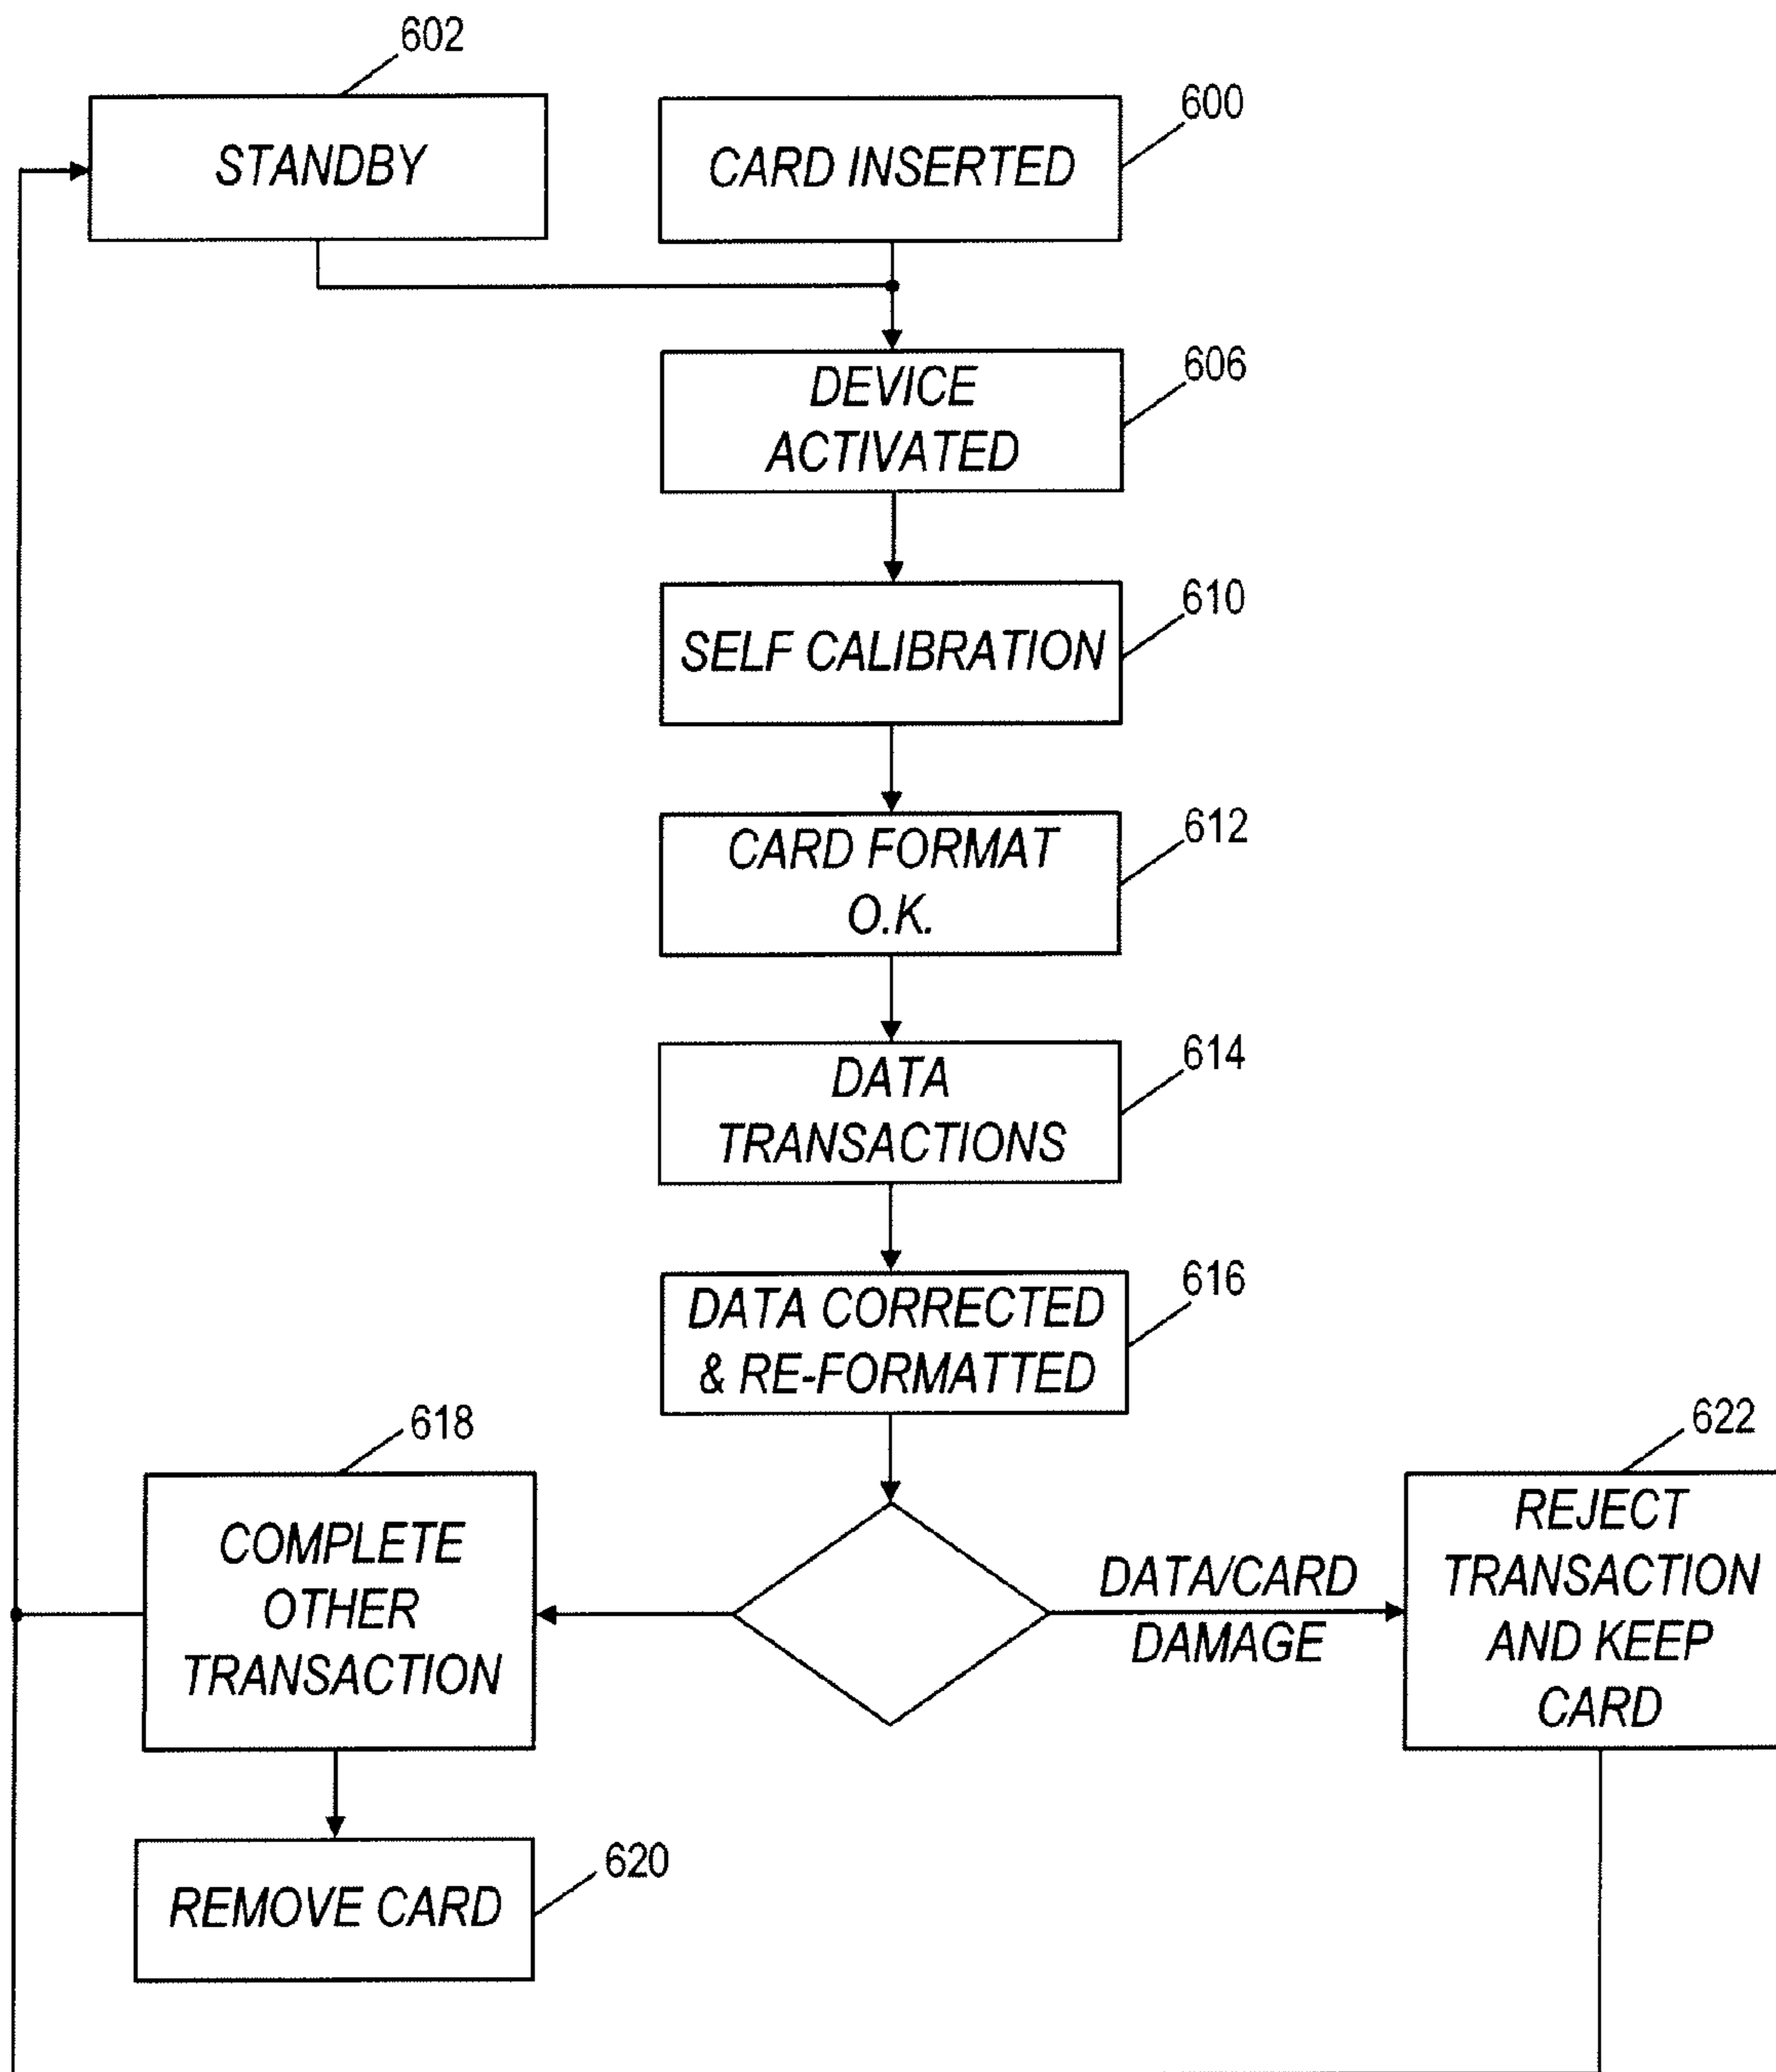 602
STANDBY
600
CARD INSERTED
606
DEVICE
ACTIVATED
610
SELF CALIBRATION
612
CARD FORMAT
O.K.
614
DATA
TRANSACTIONS
616
DATA CORRECTED
& RE-FORMATTED
618
COMPLETE
OTHER
TRANSACTION
DATA/CARD
DAMAGE
622
REJECT
TRANSACTION
AND KEEP
CARD
620
REMOVE CARD